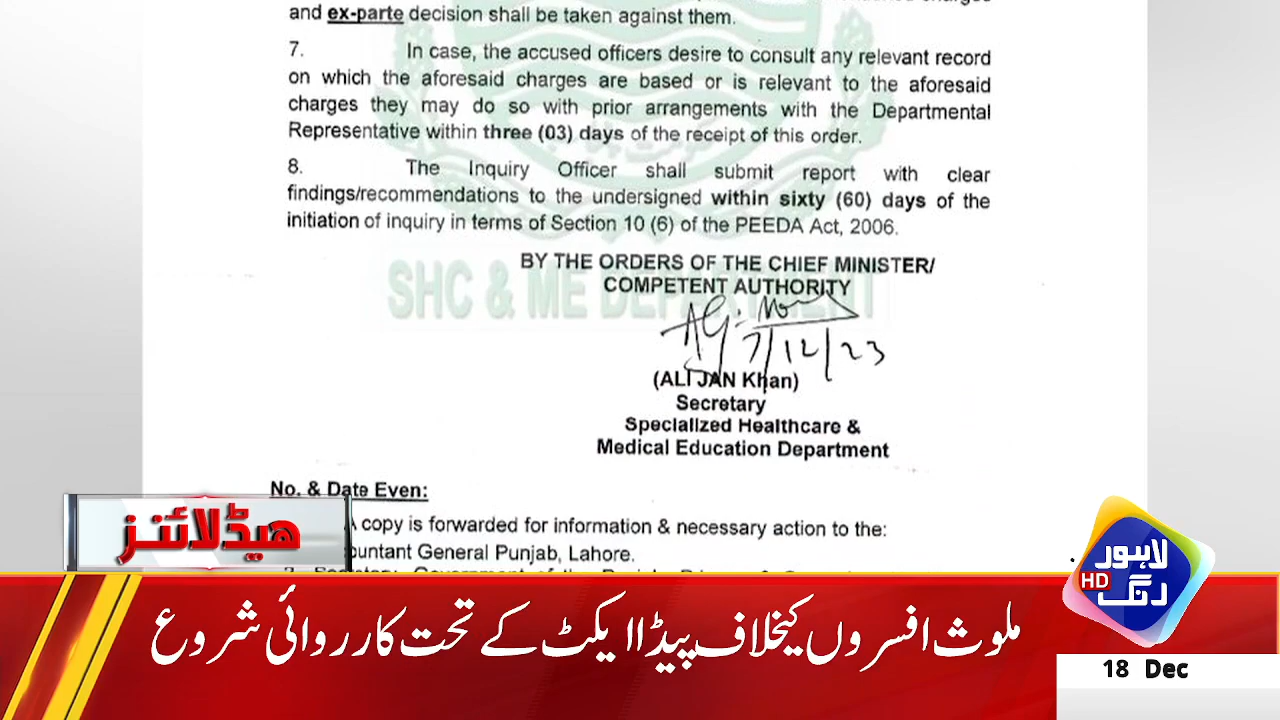 and ex-parte decision shall be taken against them.
7. In case, the accused officers desire to consult any relevant record
on which the aforesaid charges are based or is relevant to the aforesaid
charges they may do so with prior arrangements with the Departmental
Representative within three (03) days of the receipt of this order.
8. The Inquiry Officer shall submit report with clear
findings/recommendations to the undersigned within sixty (60) days of the
initiation of inquiry in terms of Section 10 (6) of the PEEDA Act, 2006.
BY THE ORDERS OF THE CHIEF MINISTER/
COMPETENT AUTHORITY
SHC & ME DEPARTMENT
7/12/23
(ALI JAN Khan)
Secretary
Specialized Healthcare &
Medical Education Department
No. & Date Even:
A copy is forwarded for information & necessary action to the:
ountant General Punjab, Lahore.
ہیڈلائنز
لاہور
رنگ
HD
ملوث افسروں کیخلاف پیڈا ایکٹ کے تحت کارروائی شروع
18 Dec